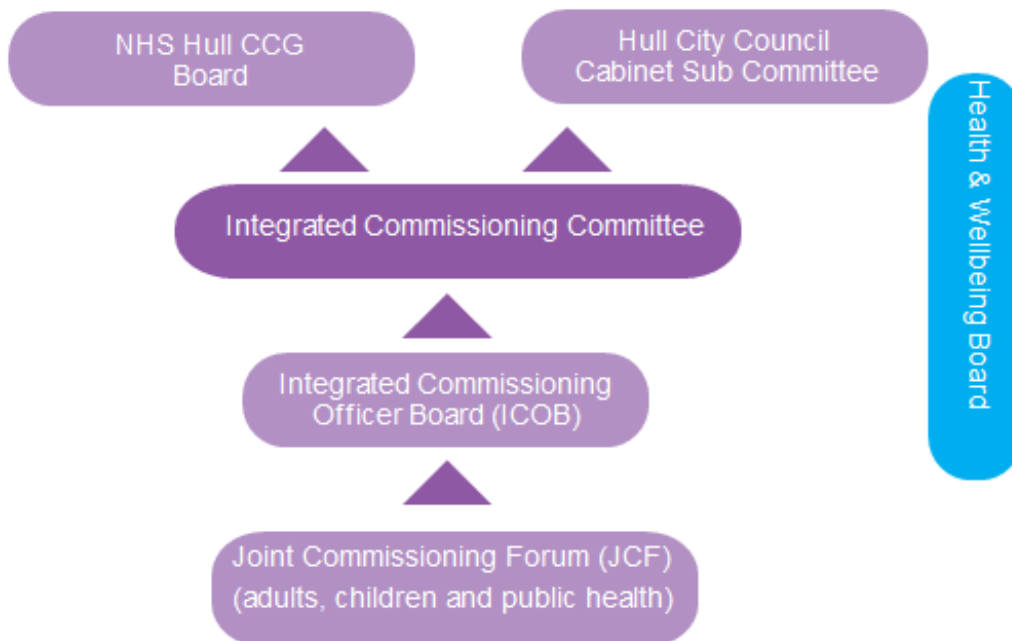 NHS Hull CCG
Board
Hull City Council
Cabinet Sub Committee
Health & Wellbeing Board
Integrated Commissioning Committee
Integrated Commissioning
Officer Board (ICOB)
Joint Commissioning Forum (JCF)
(adults, children and public health)